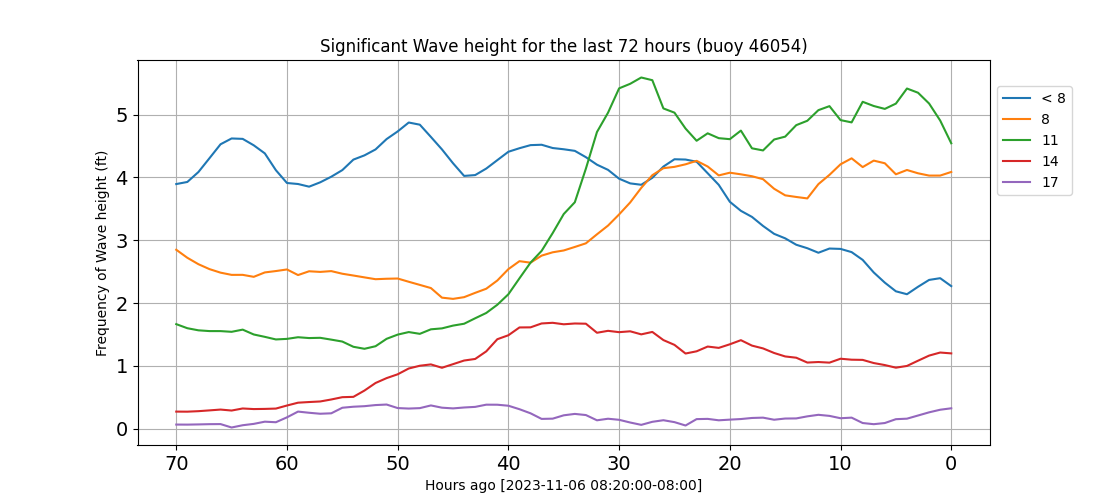 Significant Wave height for the last 72 hours (buoy 46054)
Frequency of Wave height (ft)
5
4
3
2
1
0
70 60 50 40 30 20 10 0
Hours ago [2023-11-06 08:20:00-08:00]
< 8
8
11
14
17